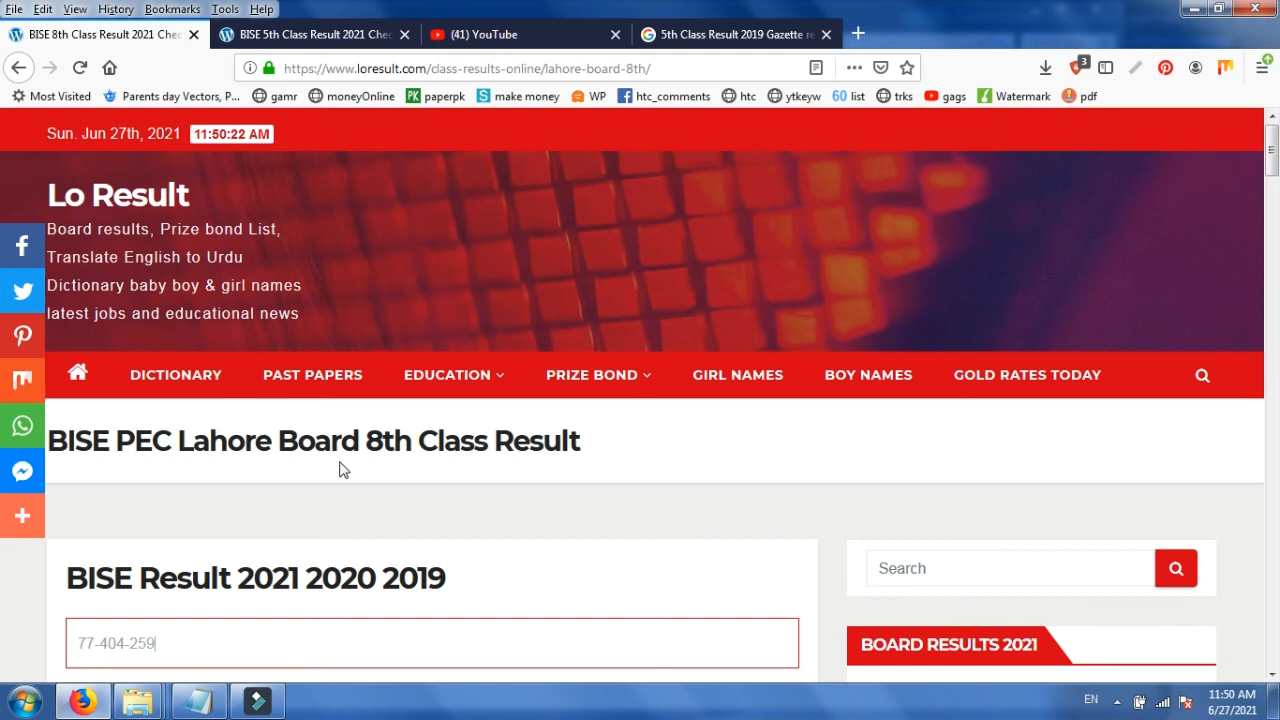 File Edit View History Bookmarks Tools Help
BISE 8th Class Result 2021 Chec
BISE 5th Class Result 2021 Chec
(41) YouTube
5th Class Result 2019 Gazette re
https://www.loresult.com/class-results-online/lahore-board-8th/
3
Most Visited
Parents day Vectors, P...
gamr
moneyOnline
PK paperpk
S make money
WP
htc_comments
htc
ytkeyw
60 list
trks
gags
Watermark
pdf
Sun. Jun 27th, 2021 11:50:22 AM
Lo Result
Board results, Prize bond List,
Translate English to Urdu
Dictionary baby boy & girl names
latest jobs and educational news
DICTIONARY PAST PAPERS EDUCATION PRIZE BOND GIRL NAMES BOY NAMES GOLD RATES TODAY
BISE PEC Lahore Board 8th Class Result
BISE Result 2021 2020 2019
77-404-259
Search
BOARD RESULTS 2021
EN
11:50 AM
6/27/2021